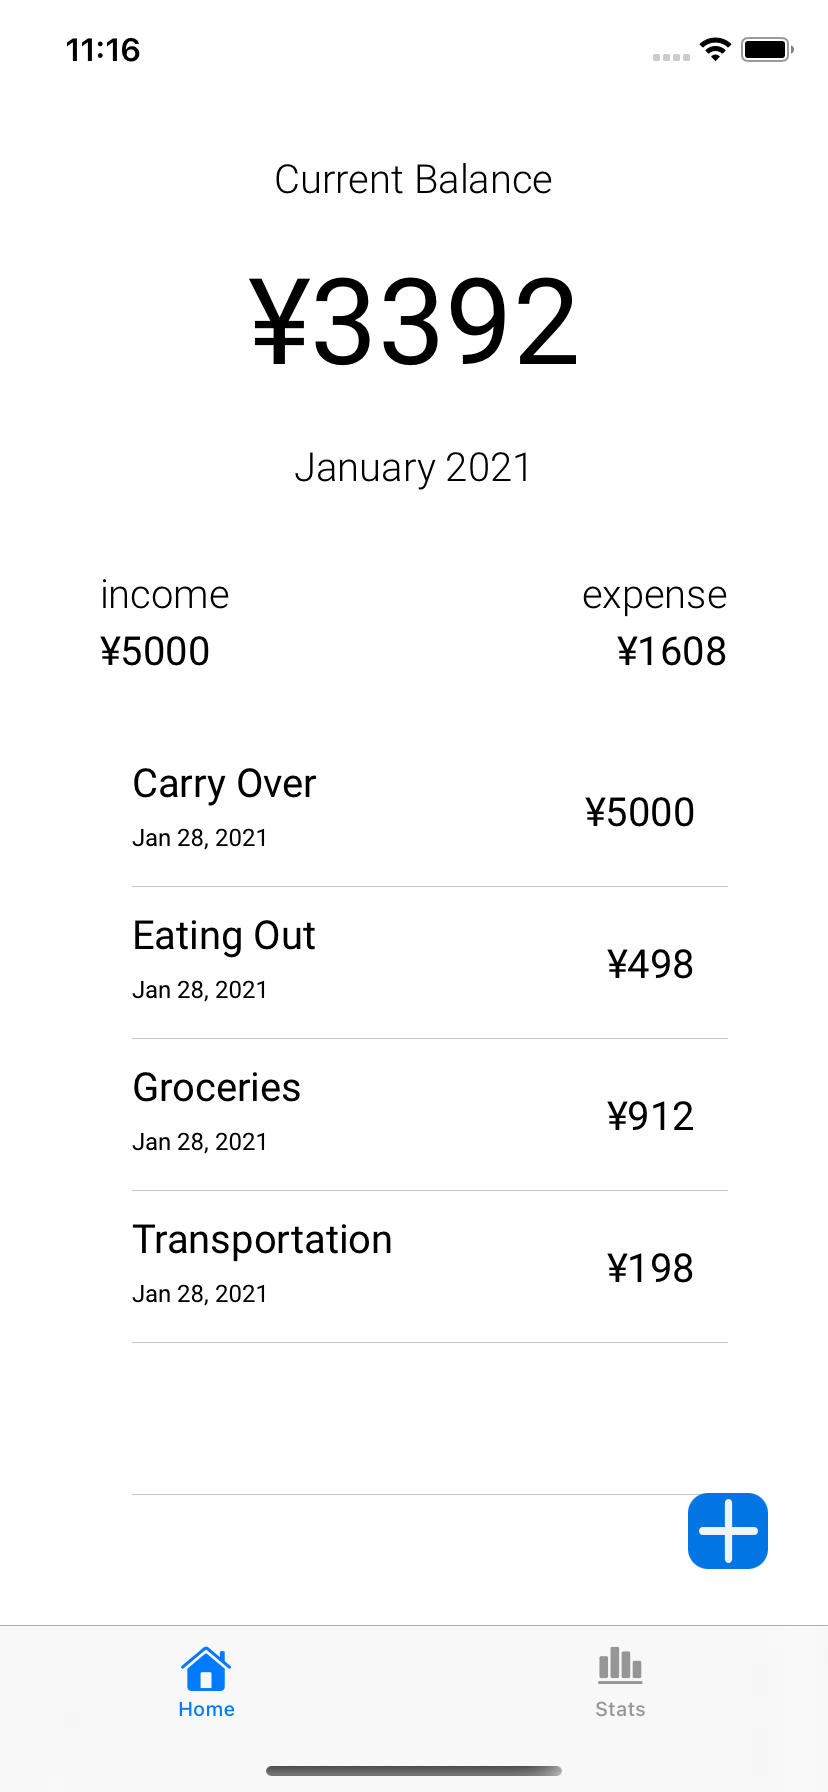 11:16
Current Balance
¥3392
January 2021
income expense
¥5000 ¥1608
Carry Over
¥5000
Jan 28, 2021
Eating Out
¥498
Jan 28, 2021
Groceries
¥912
Jan 28, 2021
Transportation
¥198
Jan 28, 2021
Home Stats